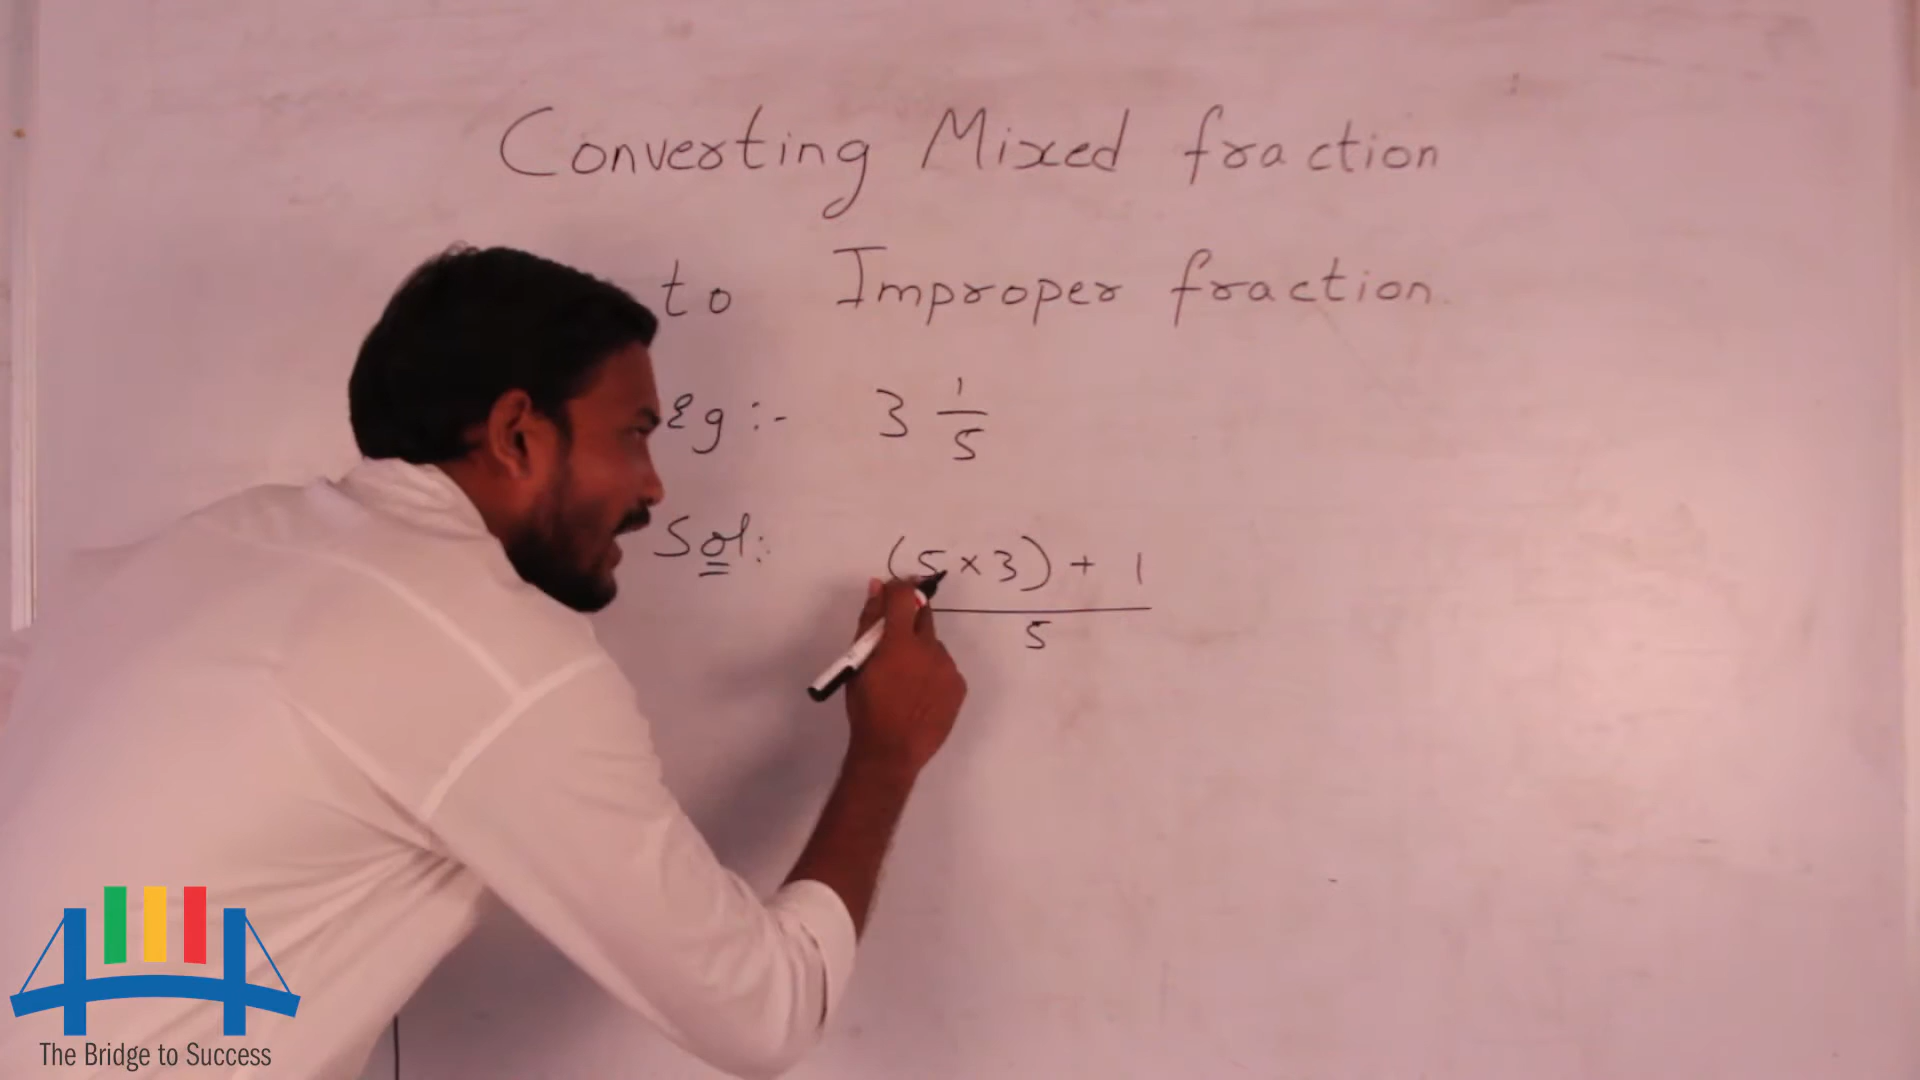 Converting Mixed fraction
to Improper fraction.
Eg :- 3 1/5
Sol: (5×3) + 1
5
The Bridge to Success